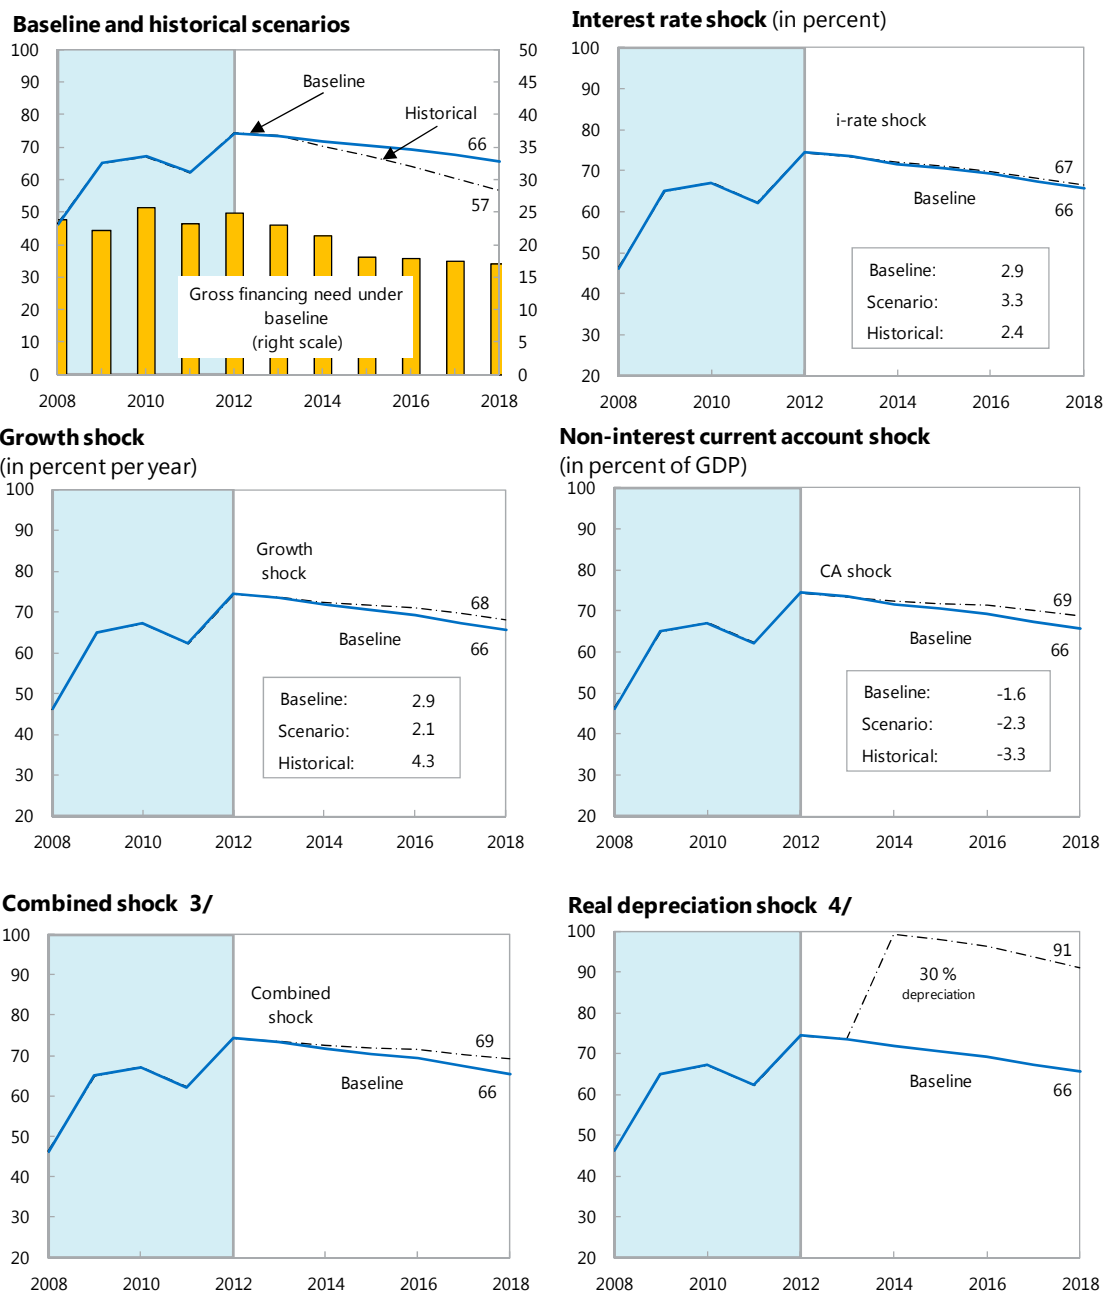 Baseline and historical scenarios
100
90
80
70
60
50
40
30
20
10
0
50
45
40
35
30
25
20
15
10
5
0
Baseline
Historical
66
57
Gross financing need under
baseline
(right scale)
2008 2010 2012 2014 2016 2018
Interest rate shock (in percent)
100
90
80
70
60
50
40
30
20
i-rate shock
67
Baseline
66
Baseline: 2.9
Scenario: 3.3
Historical: 2.4
2008 2010 2012 2014 2016 2018
Growth shock
(in percent per year)
100
90
80
70
60
50
40
30
20
Growth
shock
68
Baseline
66
Baseline: 2.9
Scenario: 2.1
Historical: 4.3
2008 2010 2012 2014 2016 2018
Non-interest current account shock
(in percent of GDP)
100
90
80
70
60
50
40
30
20
CA shock
69
Baseline
66
Baseline: -1.6
Scenario: -2.3
Historical: -3.3
2008 2010 2012 2014 2016 2018
Combined shock 3/
100
90
80
70
60
50
40
30
20
Combined
shock
69
Baseline
66
2008 2010 2012 2014 2016 2018
Real depreciation shock 4/
100
90
80
70
60
50
40
30
20
91
30 %
depreciation
Baseline
66
2008 2010 2012 2014 2016 2018